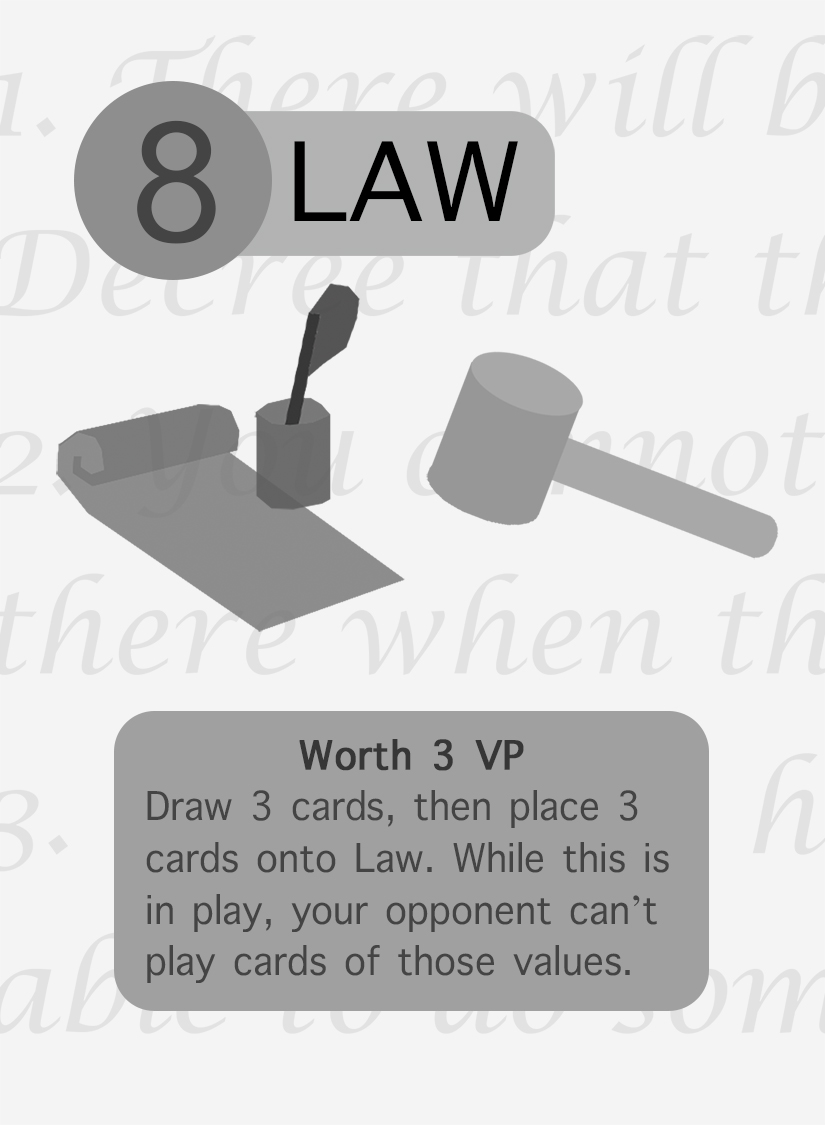 1. There will b
8 LAW
Decree that th
2. You cannot
there when th
Worth 3 VP
Draw 3 cards, then place 3
cards onto Law. While this is
in play, your opponent can’t
play cards of those values.
3. h
able to do som